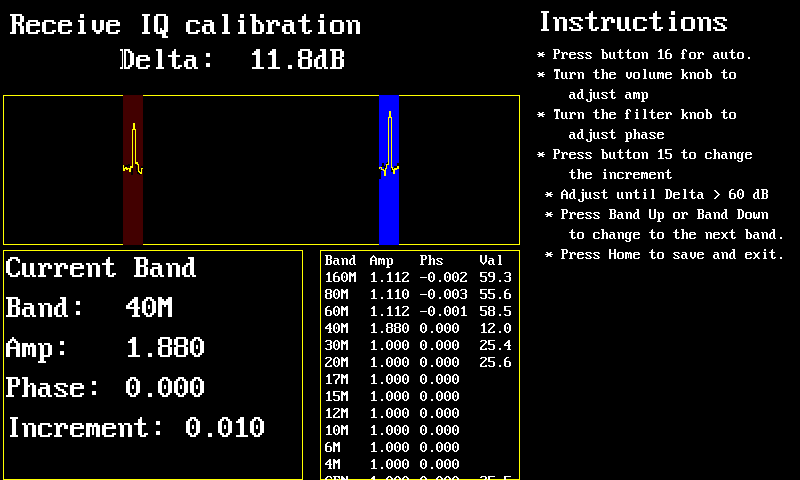 Receive IQ calibration
Delta: 11.8dB
Instructions
* Press button 16 for auto.
* Turn the volume knob to
adjust amp
* Turn the filter knob to
adjust phase
* Press button 15 to change
the increment
* Adjust until Delta > 60 dB
* Press Band Up or Band Down
to change to the next band.
* Press Home to save and exit.
Current Band
Band: 40M
Amp: 1.880
Phase: 0.000
Increment: 0.010
Band Amp Phs Val
160M 1.112 -0.002 59.3
80M 1.110 -0.003 55.6
60M 1.112 -0.001 58.5
40M 1.880 0.000 12.0
30M 1.000 0.000 25.4
20M 1.000 0.000 25.6
17M 1.000 0.000
15M 1.000 0.000
12M 1.000 0.000
10M 1.000 0.000
6M 1.000 0.000
4M 1.000 0.000